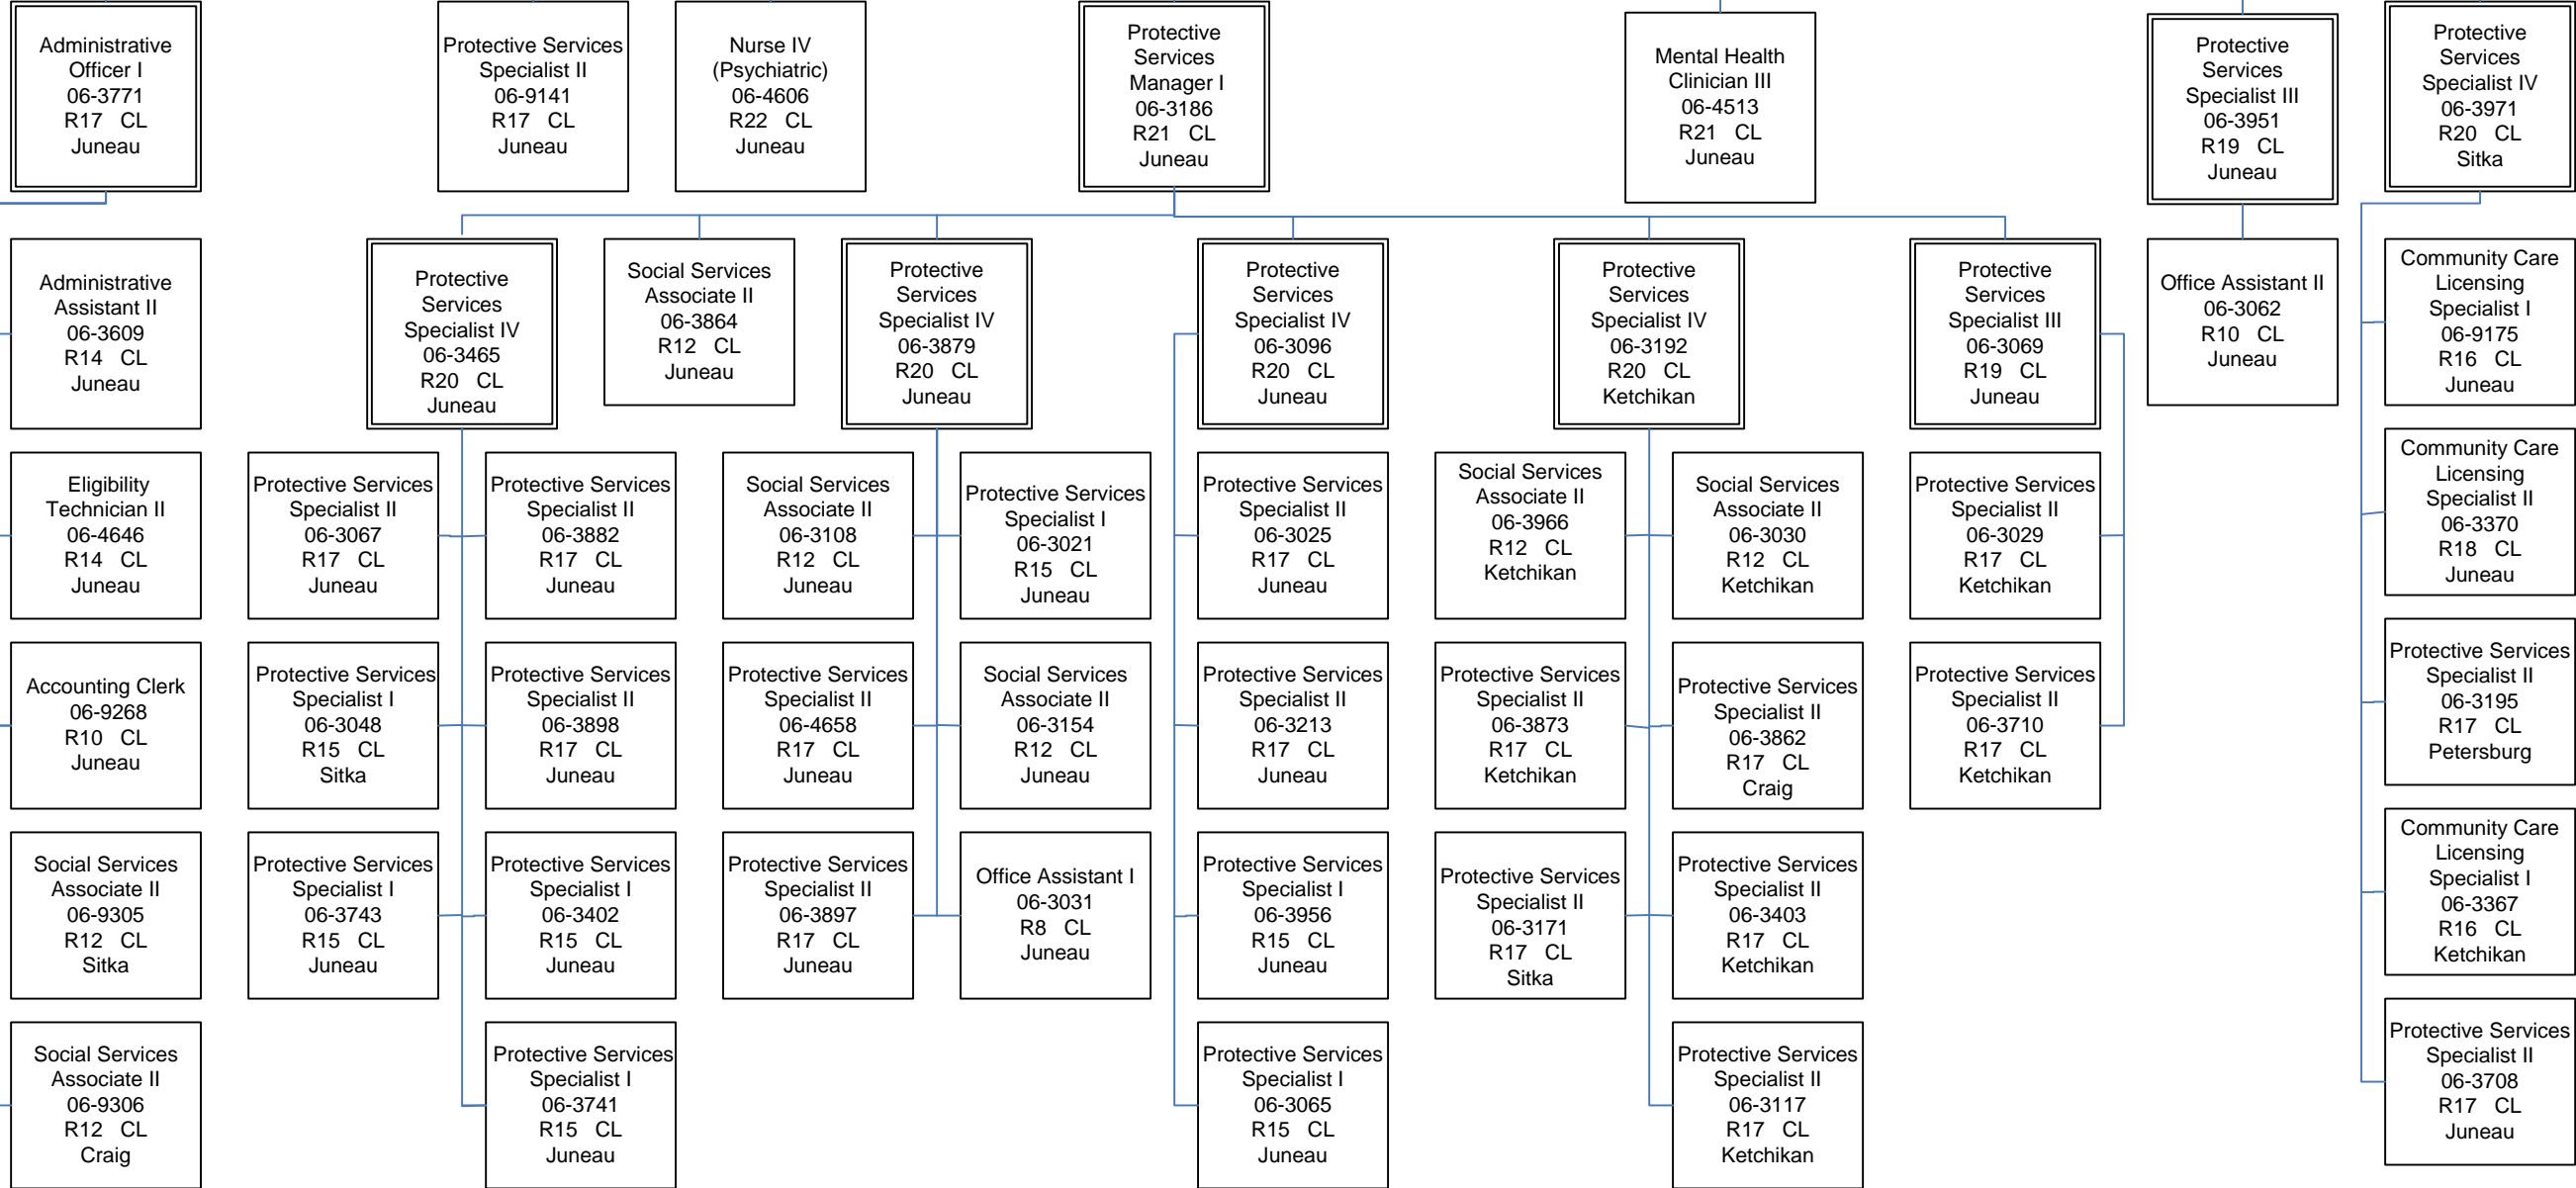 Administrative
Officer I
06-3771
R17 CL
Juneau
Protective Services
Specialist II
06-9141
R17 CL
Juneau
Nurse IV
(Psychiatric)
06-4606
R22 CL
Juneau
Protective
Services
Manager I
06-3186
R21 CL
Juneau
Mental Health
Clinician III
06-4513
R21 CL
Juneau
Protective
Services
Specialist III
06-3951
R19 CL
Juneau
Protective
Services
Specialist IV
06-3971
R20 CL
Sitka
Administrative
Assistant II
06-3609
R14 CL
Juneau
Protective
Services
Specialist IV
06-3465
R20 CL
Juneau
Social Services
Associate II
06-3864
R12 CL
Juneau
Protective
Services
Specialist IV
06-3879
R20 CL
Juneau
Protective
Services
Specialist IV
06-3096
R20 CL
Juneau
Protective
Services
Specialist IV
06-3192
R20 CL
Ketchikan
Protective
Services
Specialist III
06-3069
R19 CL
Juneau
Office Assistant II
06-3062
R10 CL
Juneau
Community Care
Licensing
Specialist I
06-9175
R16 CL
Juneau
Eligibility
Technician II
06-4646
R14 CL
Juneau
Protective Services
Specialist II
06-3067
R17 CL
Juneau
Protective Services
Specialist II
06-3882
R17 CL
Juneau
Social Services
Associate II
06-3108
R12 CL
Juneau
Protective Services
Specialist I
06-3021
R15 CL
Juneau
Protective Services
Specialist II
06-3025
R17 CL
Juneau
Social Services
Associate II
06-3966
R12 CL
Ketchikan
Social Services
Associate II
06-3030
R12 CL
Ketchikan
Protective Services
Specialist II
06-3029
R17 CL
Ketchikan
Community Care
Licensing
Specialist II
06-3370
R18 CL
Juneau
Accounting Clerk
06-9268
R10 CL
Juneau
Protective Services
Specialist I
06-3048
R15 CL
Sitka
Protective Services
Specialist II
06-3898
R17 CL
Juneau
Protective Services
Specialist II
06-4658
R17 CL
Juneau
Social Services
Associate II
06-3154
R12 CL
Juneau
Protective Services
Specialist II
06-3213
R17 CL
Juneau
Protective Services
Specialist II
06-3873
R17 CL
Ketchikan
Protective Services
Specialist II
06-3862
R17 CL
Craig
Protective Services
Specialist II
06-3710
R17 CL
Ketchikan
Protective Services
Specialist II
06-3195
R17 CL
Petersburg
Social Services
Associate II
06-9305
R12 CL
Sitka
Protective Services
Specialist I
06-3743
R15 CL
Juneau
Protective Services
Specialist I
06-3402
R15 CL
Juneau
Protective Services
Specialist II
06-3897
R17 CL
Juneau
Office Assistant I
06-3031
R8 CL
Juneau
Protective Services
Specialist I
06-3956
R15 CL
Juneau
Protective Services
Specialist II
06-3171
R17 CL
Sitka
Protective Services
Specialist II
06-3403
R17 CL
Ketchikan
Community Care
Licensing
Specialist I
06-3367
R16 CL
Ketchikan
Social Services
Associate II
06-9306
R12 CL
Craig
Protective Services
Specialist I
06-3741
R15 CL
Juneau
Protective Services
Specialist I
06-3065
R15 CL
Juneau
Protective Services
Specialist II
06-3117
R17 CL
Ketchikan
Protective Services
Specialist II
06-3708
R17 CL
Juneau